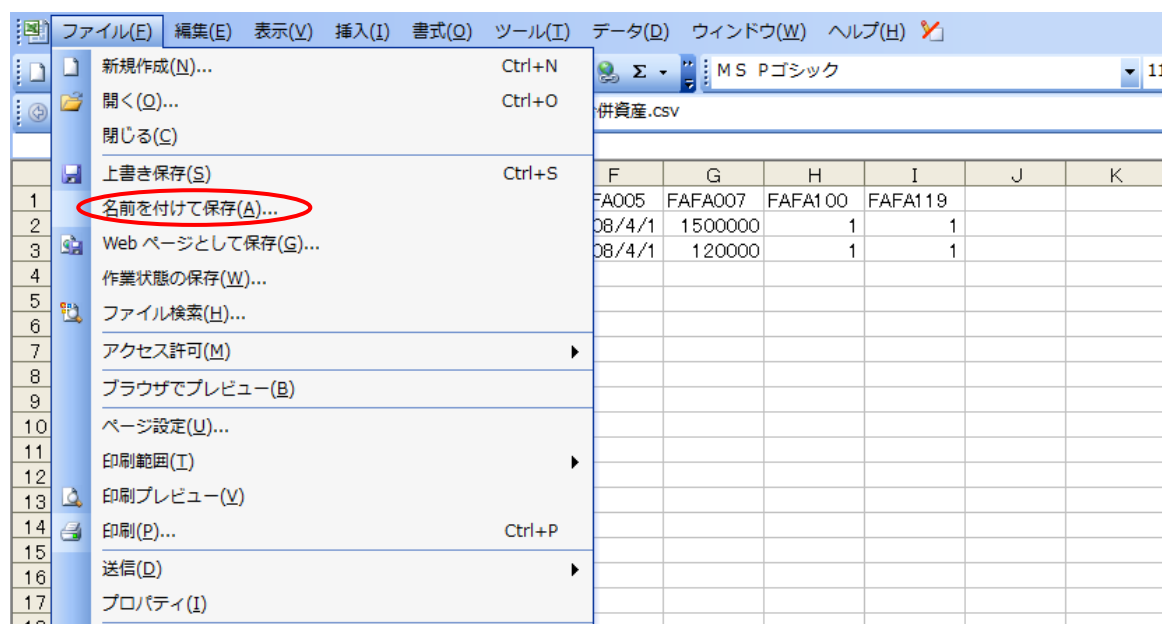 ファイル(F) 編集(E) 表示(V) 挿入(I) 書式(O) ツール(T) データ(D) ウィンドウ(W) ヘルプ(H)
新規作成(N)... Ctrl+N
Σ ＭＳ Ｐゴシック 11
開く(O)... Ctrl+O
併資産.csv
閉じる(C)
上書き保存(S) Ctrl+S
F G H I J K
名前を付けて保存(A)...
1 FA005 FAFA007 FAFA100 FAFA119
2 08/4/1 1500000 1 1
Web ページとして保存(G)...
3 08/4/1 120000 1 1
4
作業状態の保存(W)...
5
ファイル検索(H)...
6
7
アクセス許可(M)
8
ブラウザでプレビュー(B)
9
10
ページ設定(U)...
11
印刷範囲(T)
12
13
印刷プレビュー(V)
14
印刷(P)... Ctrl+P
15
送信(D)
16
17
プロパティ(I)